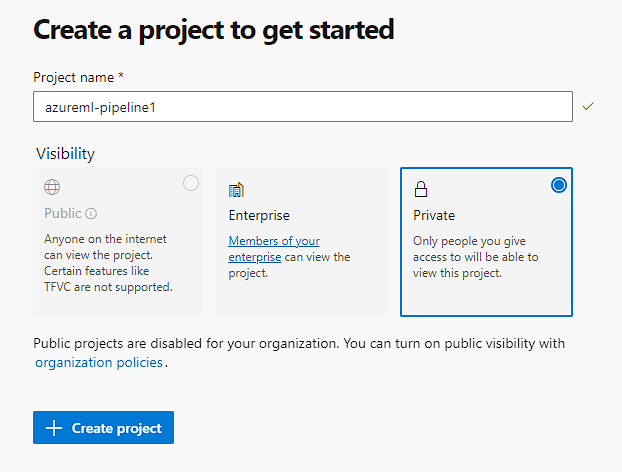 Create a project to get started
Project name *
azureml-pipeline1
Visibility
Public
Anyone on the internet
can view the project.
Certain features like
TFVC are not supported.
Enterprise
Members of your
enterprise can view the
project.
Private
Only people you give
access to will be able to
view this project.
Public projects are disabled for your organization. You can turn on public visibility with
organization policies.
+ Create project